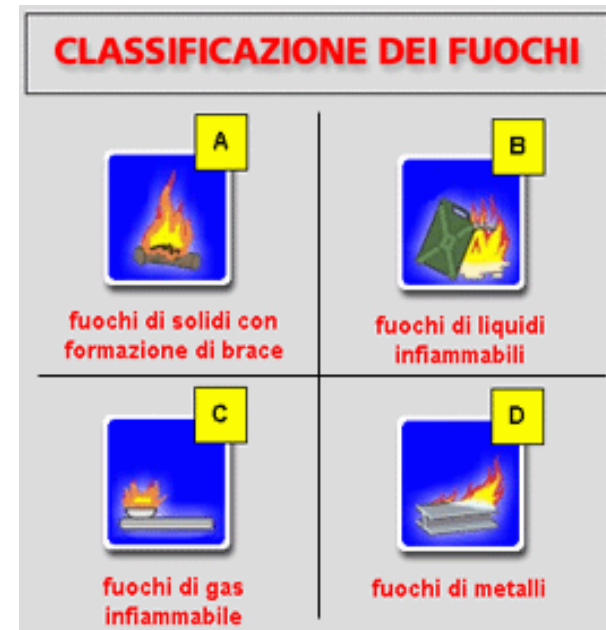 CLASSIFICAZIONE DEI FUOCHI
A
fuochi di solidi con
formazione di brace
B
fuochi di liquidi
infiammabili
C
fuochi di gas
infiammabile
D
fuochi di metalli